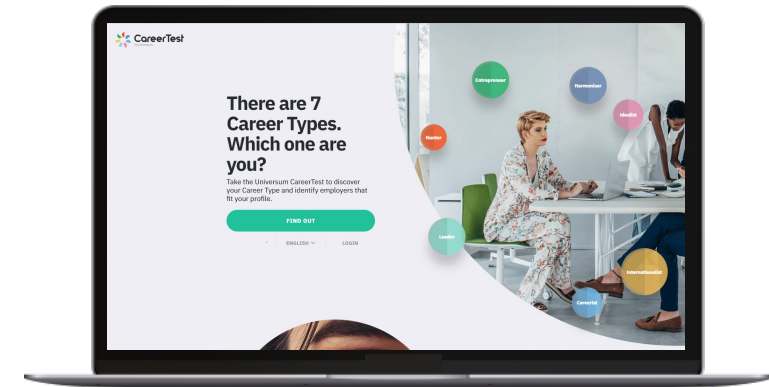 CareerTest
There are 7
Career Types.
Which one are
you?
Take the Universum CareerTest to discover
your Career Type and identify employers that
fit your profile.
FIND OUT
ENGLISH
LOGIN
Entrepreneur
Harmoniser
Idealist
Hunter
Leader
Internationalist
Careerist